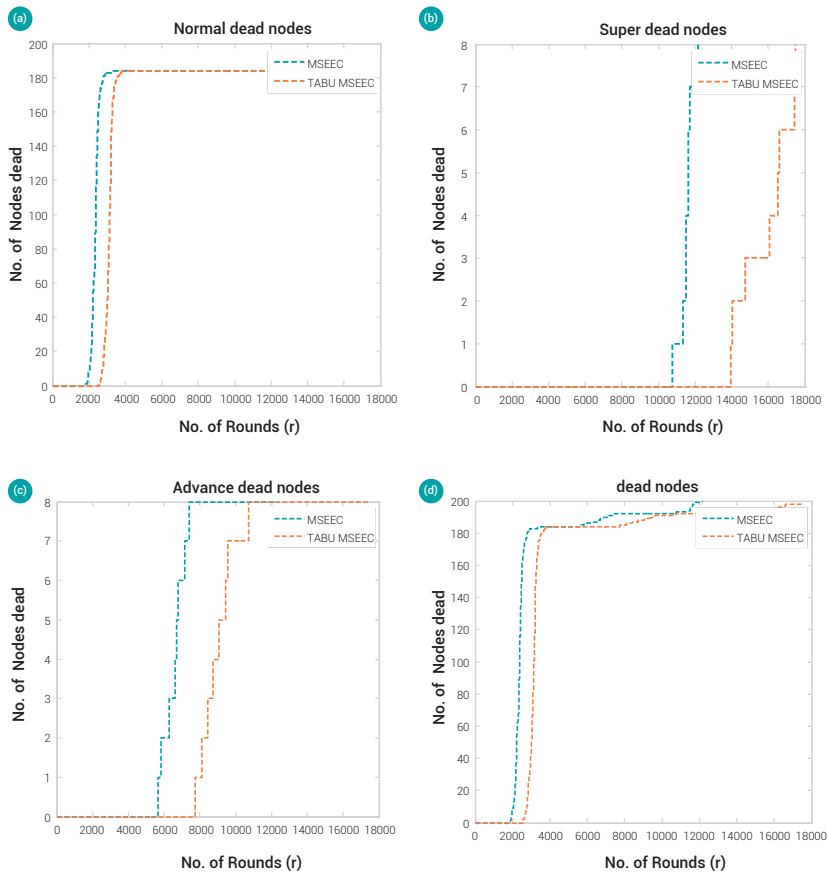 (a)
Normal dead nodes
200
180
160
140
120
100
80
60
40
20
0
No. of Nodes dead
MSEEC
TABU MSEEC
0 2000 4000 6000 8000 10000 12000 14000 16000 18000
No. of Rounds (r)
(b)
Super dead nodes
8
7
6
5
4
3
2
1
0
No. of Nodes dead
MSEEC
TABU MSEEC
0 2000 4000 6000 8000 10000 12000 14000 16000 18000
No. of Rounds (r)
(c)
Advance dead nodes
8
7
6
5
4
3
2
1
0
No. of Nodes dead
MSEEC
TABU MSEEC
0 2000 4000 6000 8000 10000 12000 14000 16000 18000
No. of Rounds (r)
(d)
dead nodes
200
180
160
140
120
100
80
60
40
20
0
No. of Nodes dead
MSEEC
TABU MSEEC
0 2000 4000 6000 8000 10000 12000 14000 16000 18000
No. of Rounds (r)